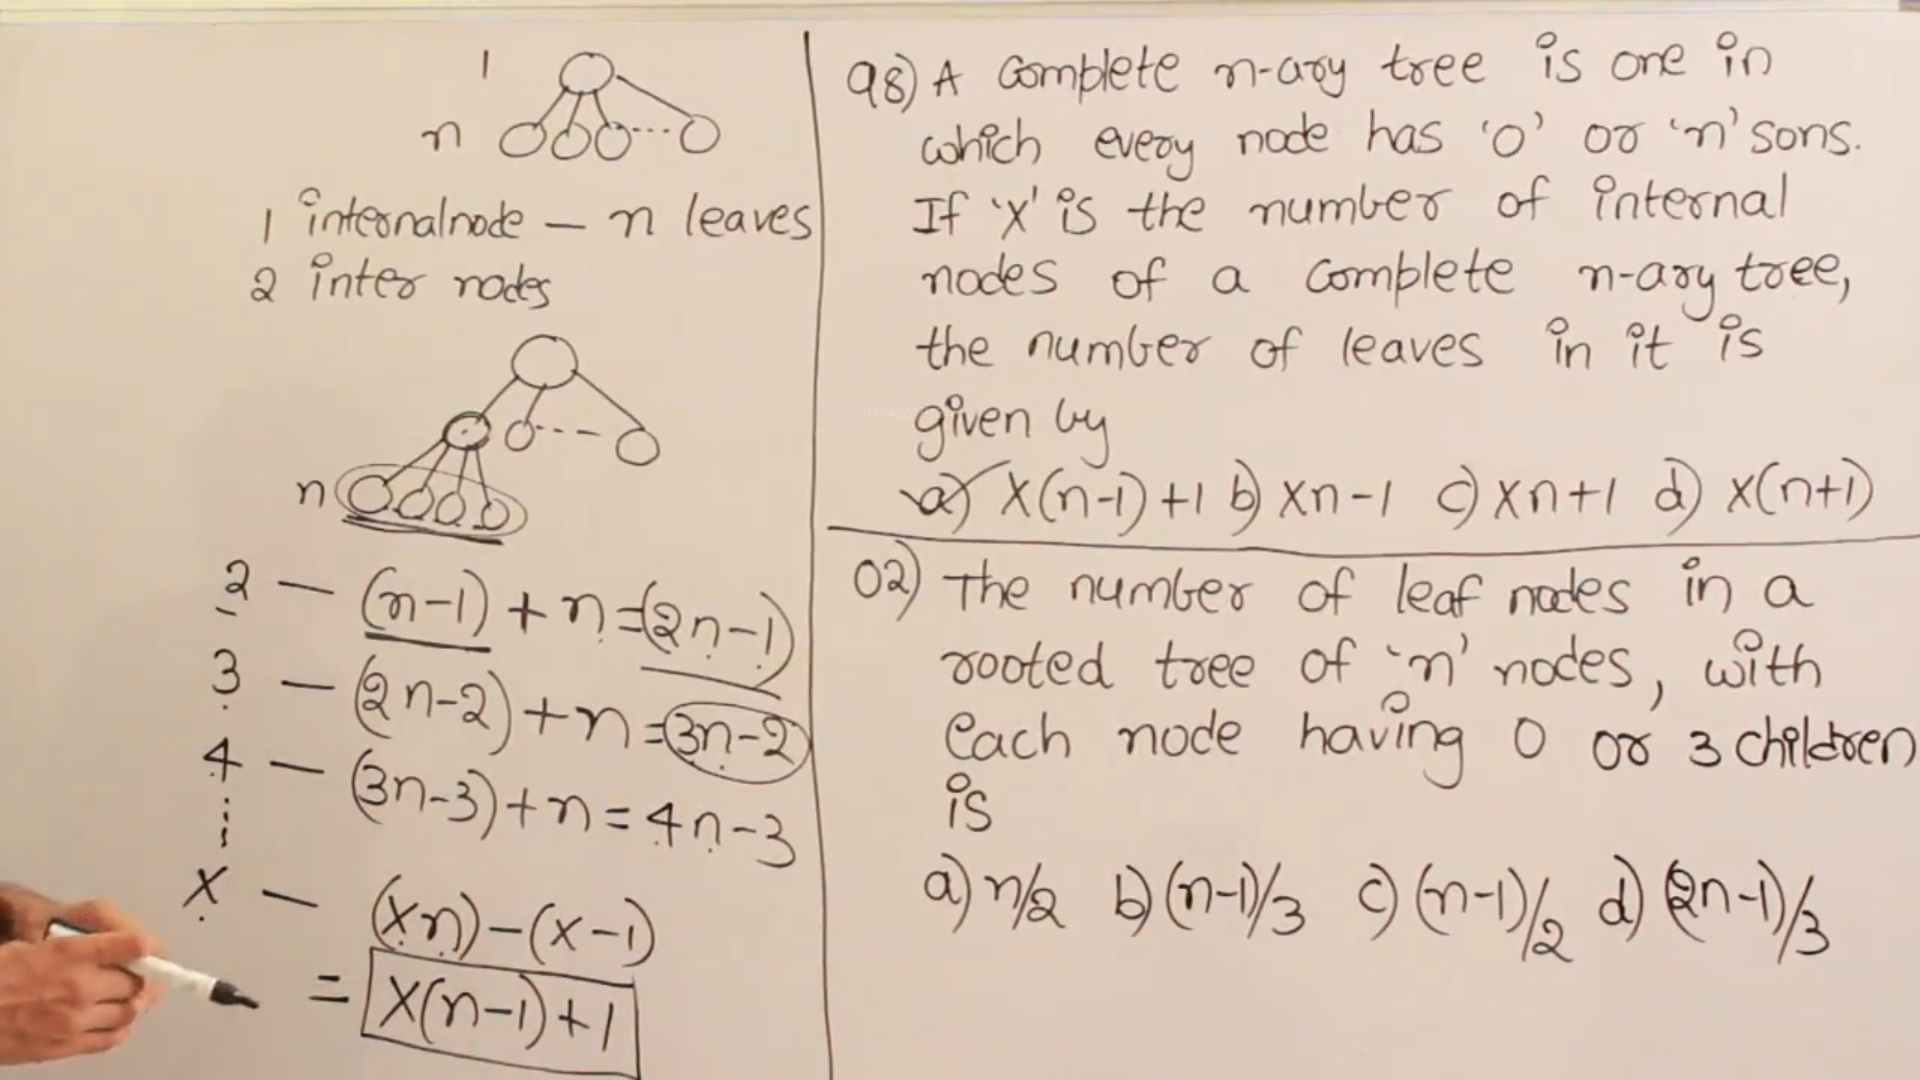 1
n
1 internalnode — n leaves
2 inter nodes
n
2 — (n-1) + n = (2n-1)
3 — (2n-2) + n = 3n-2
4 — (3n-3) + n = 4n-3
X — (xn) - (x-1)
= X(n-1)+1
98) A complete n-ary tree is one in
which every node has '0' or 'n' sons.
If 'x' is the number of internal
nodes of a complete n-ary tree,
the number of leaves in it is
given by
a) X(n-1)+1 b) Xn-1 c) Xn+1 d) X(n+1)
02) The number of leaf nodes in a
rooted tree of 'n' nodes, with
each node having 0 or 3 children
is
a) n/2 b) (n-1)/3 c) (n-1)/2 d) (2n-1)/3